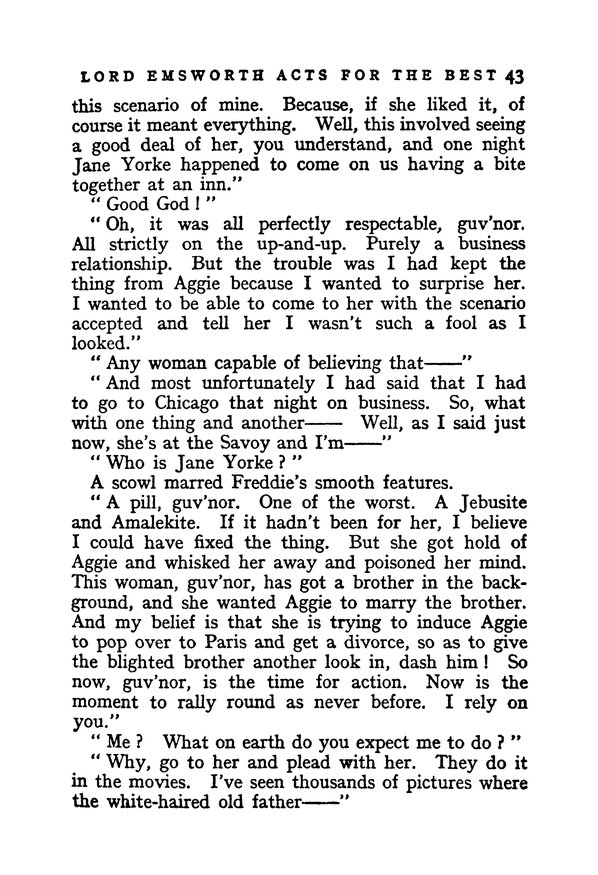 LORD EMSWORTH ACTS FOR THE BEST 43
this scenario of mine. Because, if she liked it, of
course it meant everything. Well, this involved seeing
a good deal of her, you understand, and one night
Jane Yorke happened to come on us having a bite
together at an inn."
" Good God ! "
" Oh, it was all perfectly respectable, guv'nor.
All strictly on the up-and-up. Purely a business
relationship. But the trouble was I had kept the
thing from Aggie because I wanted to surprise her.
I wanted to be able to come to her with the scenario
accepted and tell her I wasn't such a fool as I
looked."
" Any woman capable of believing that——"
" And most unfortunately I had said that I had
to go to Chicago that night on business. So, what
with one thing and another—— Well, as I said just
now, she's at the Savoy and I'm——"
" Who is Jane Yorke ? "
A scowl marred Freddie's smooth features.
" A pill, guv'nor. One of the worst. A Jebusite
and Amalekite. If it hadn't been for her, I believe
I could have fixed the thing. But she got hold of
Aggie and whisked her away and poisoned her mind.
This woman, guv'nor, has got a brother in the back-
ground, and she wanted Aggie to marry the brother.
And my belief is that she is trying to induce Aggie
to pop over to Paris and get a divorce, so as to give
the blighted brother another look in, dash him ! So
now, guv'nor, is the time for action. Now is the
moment to rally round as never before. I rely on
you."
" Me ? What on earth do you expect me to do ? "
" Why, go to her and plead with her. They do it
in the movies. I've seen thousands of pictures where
the white-haired old father——"